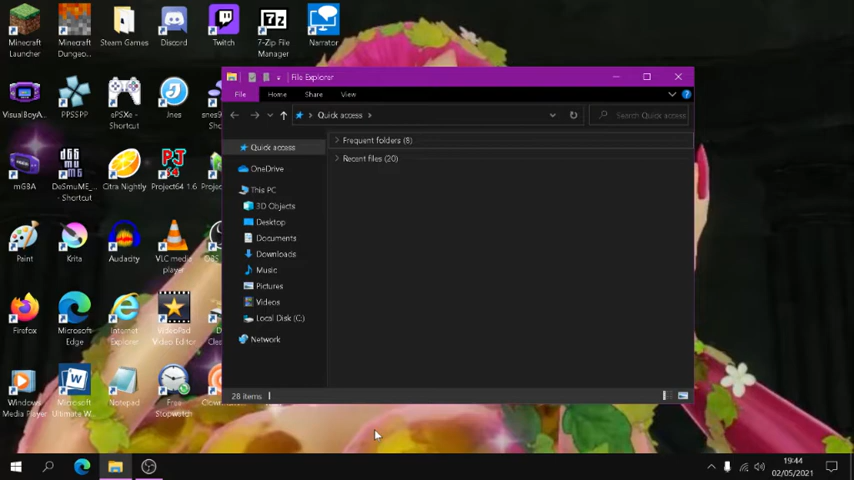 Minecraft Launcher
Minecraft Dungeo...
Steam Games
Discord
Twitch
7-Zip File Manager
Narrator
VisualBoyA
PPSSPP
ePSXe - Shortcut
Jnes
mGBA
DeSmuME_... - Shortcut
Citra Nightly
Project64 1.6
Paint
Krita
Audacity
VLC media player
Firefox
Microsoft Edge
Internet Explorer
VideoPad Video Editor
Windows Media Player
Microsoft Ultimate W...
Notepad
Free Stopwatch
File Explorer
File
Home
Share
View
Quick access
Search Quick access
Quick access
OneDrive
This PC
3D Objects
Desktop
Documents
Downloads
Music
Pictures
Videos
Local Disk (C:)
Network
Frequent folders (8)
Recent files (20)
28 items
19:44
02/05/2021